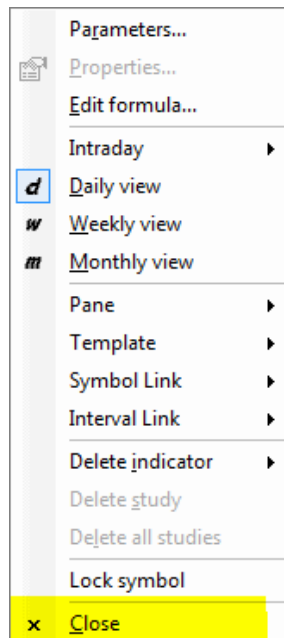 Parameters...
Properties...
Edit formula...
Intraday
d Daily view
w Weekly view
m Monthly view
Pane
Template
Symbol Link
Interval Link
Delete indicator
Delete study
Delete all studies
Lock symbol
x Close